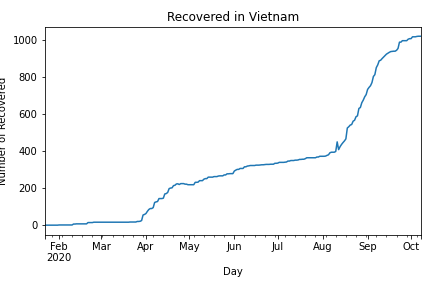 Recovered in Vietnam
Number of Recovered
1000
800
600
400
200
0
Feb Mar Apr May Jun Jul Aug Sep Oct
2020
Day